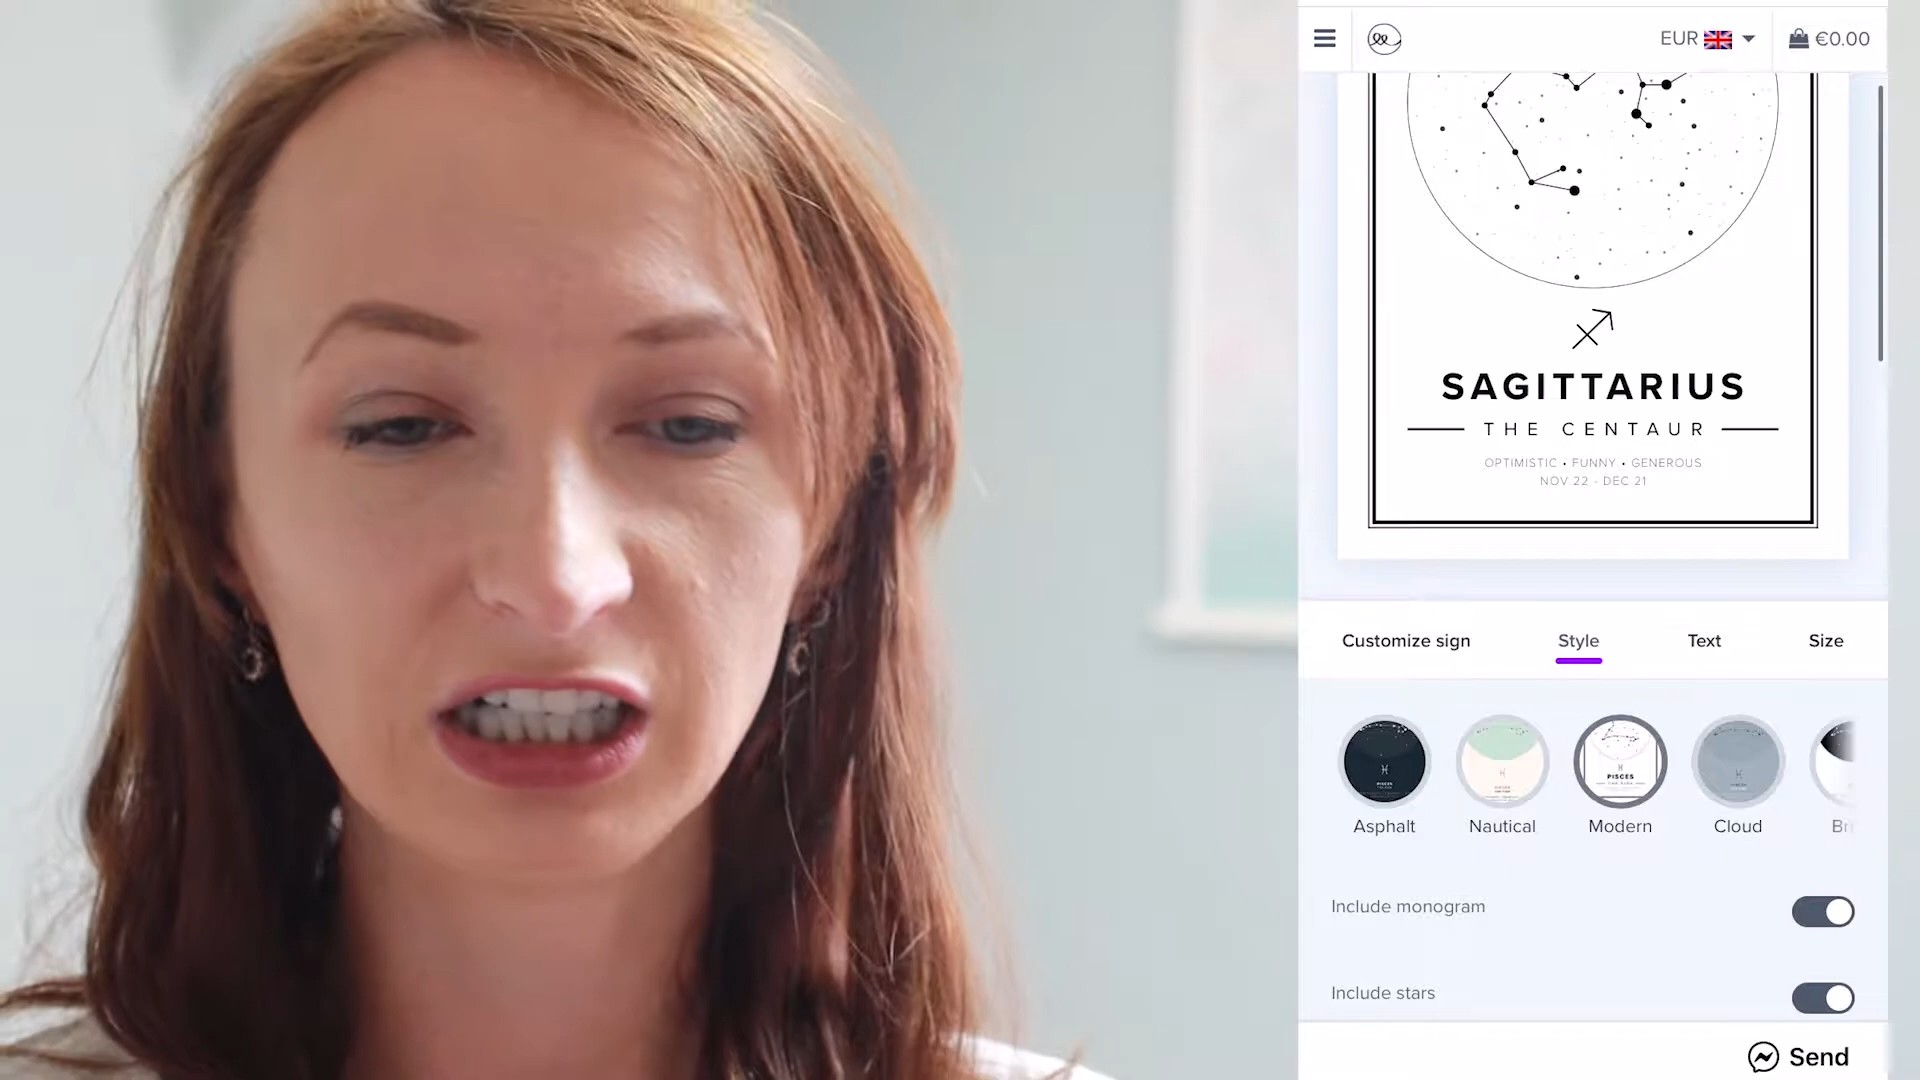 EUR
€0.00
SAGITTARIUS
THE CENTAUR
OPTIMISTIC • FUNNY • GENEROUS
NOV 22 - DEC 21
Customize sign Style Text Size
PISCES
Asphalt Nautical Modern Cloud
Include monogram
Include stars
Send